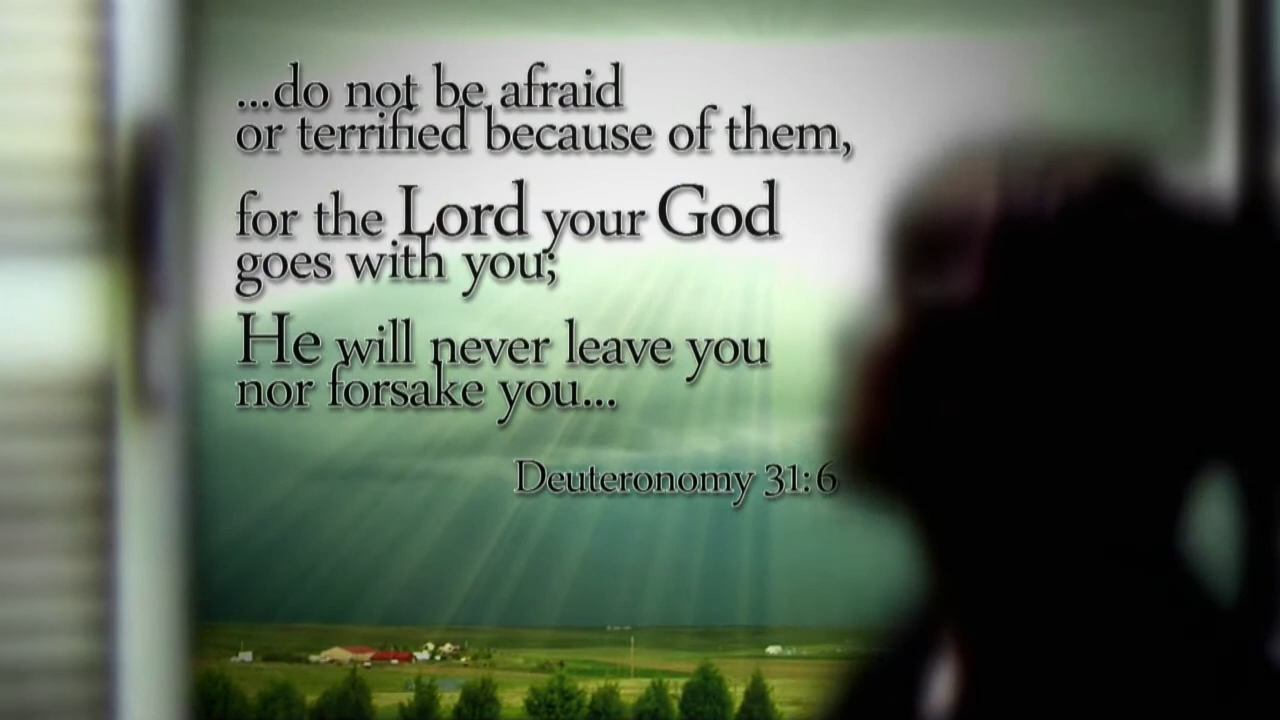 ...do not be afraid
or terrified because of them,
for the Lord your God
goes with you;
He will never leave you
nor forsake you...
Deuteronomy 31:6